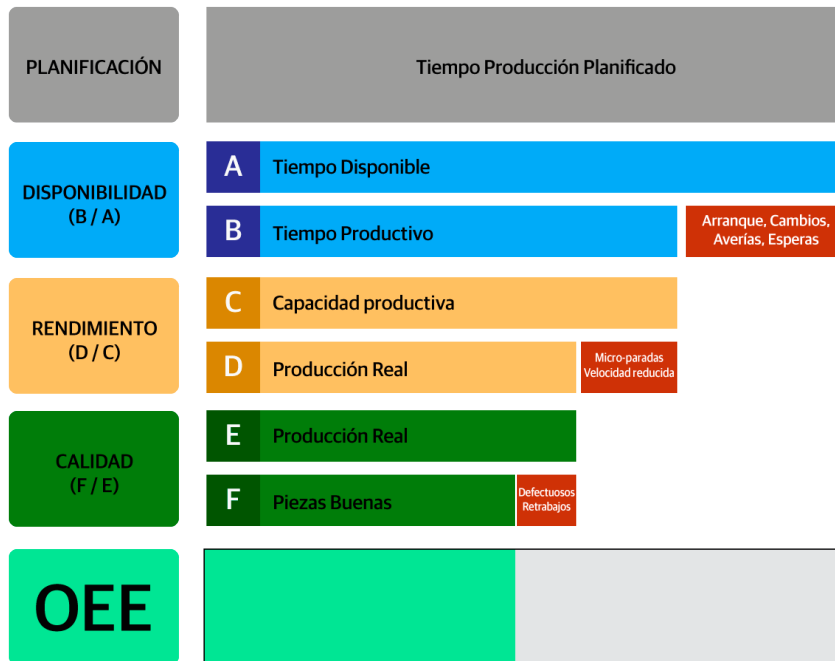 PLANIFICACIÓN
Tiempo Producción Planificado
DISPONIBILIDAD
(B / A)
A
Tiempo Disponible
B
Tiempo Productivo
Arranque, Cambios,
Averías, Esperas
RENDIMIENTO
(D / C)
C
Capacidad productiva
D
Producción Real
Micro-paradas
Velocidad reducida
CALIDAD
(F / E)
E
Producción Real
F
Piezas Buenas
Defectuosos
Retrabajos
OEE